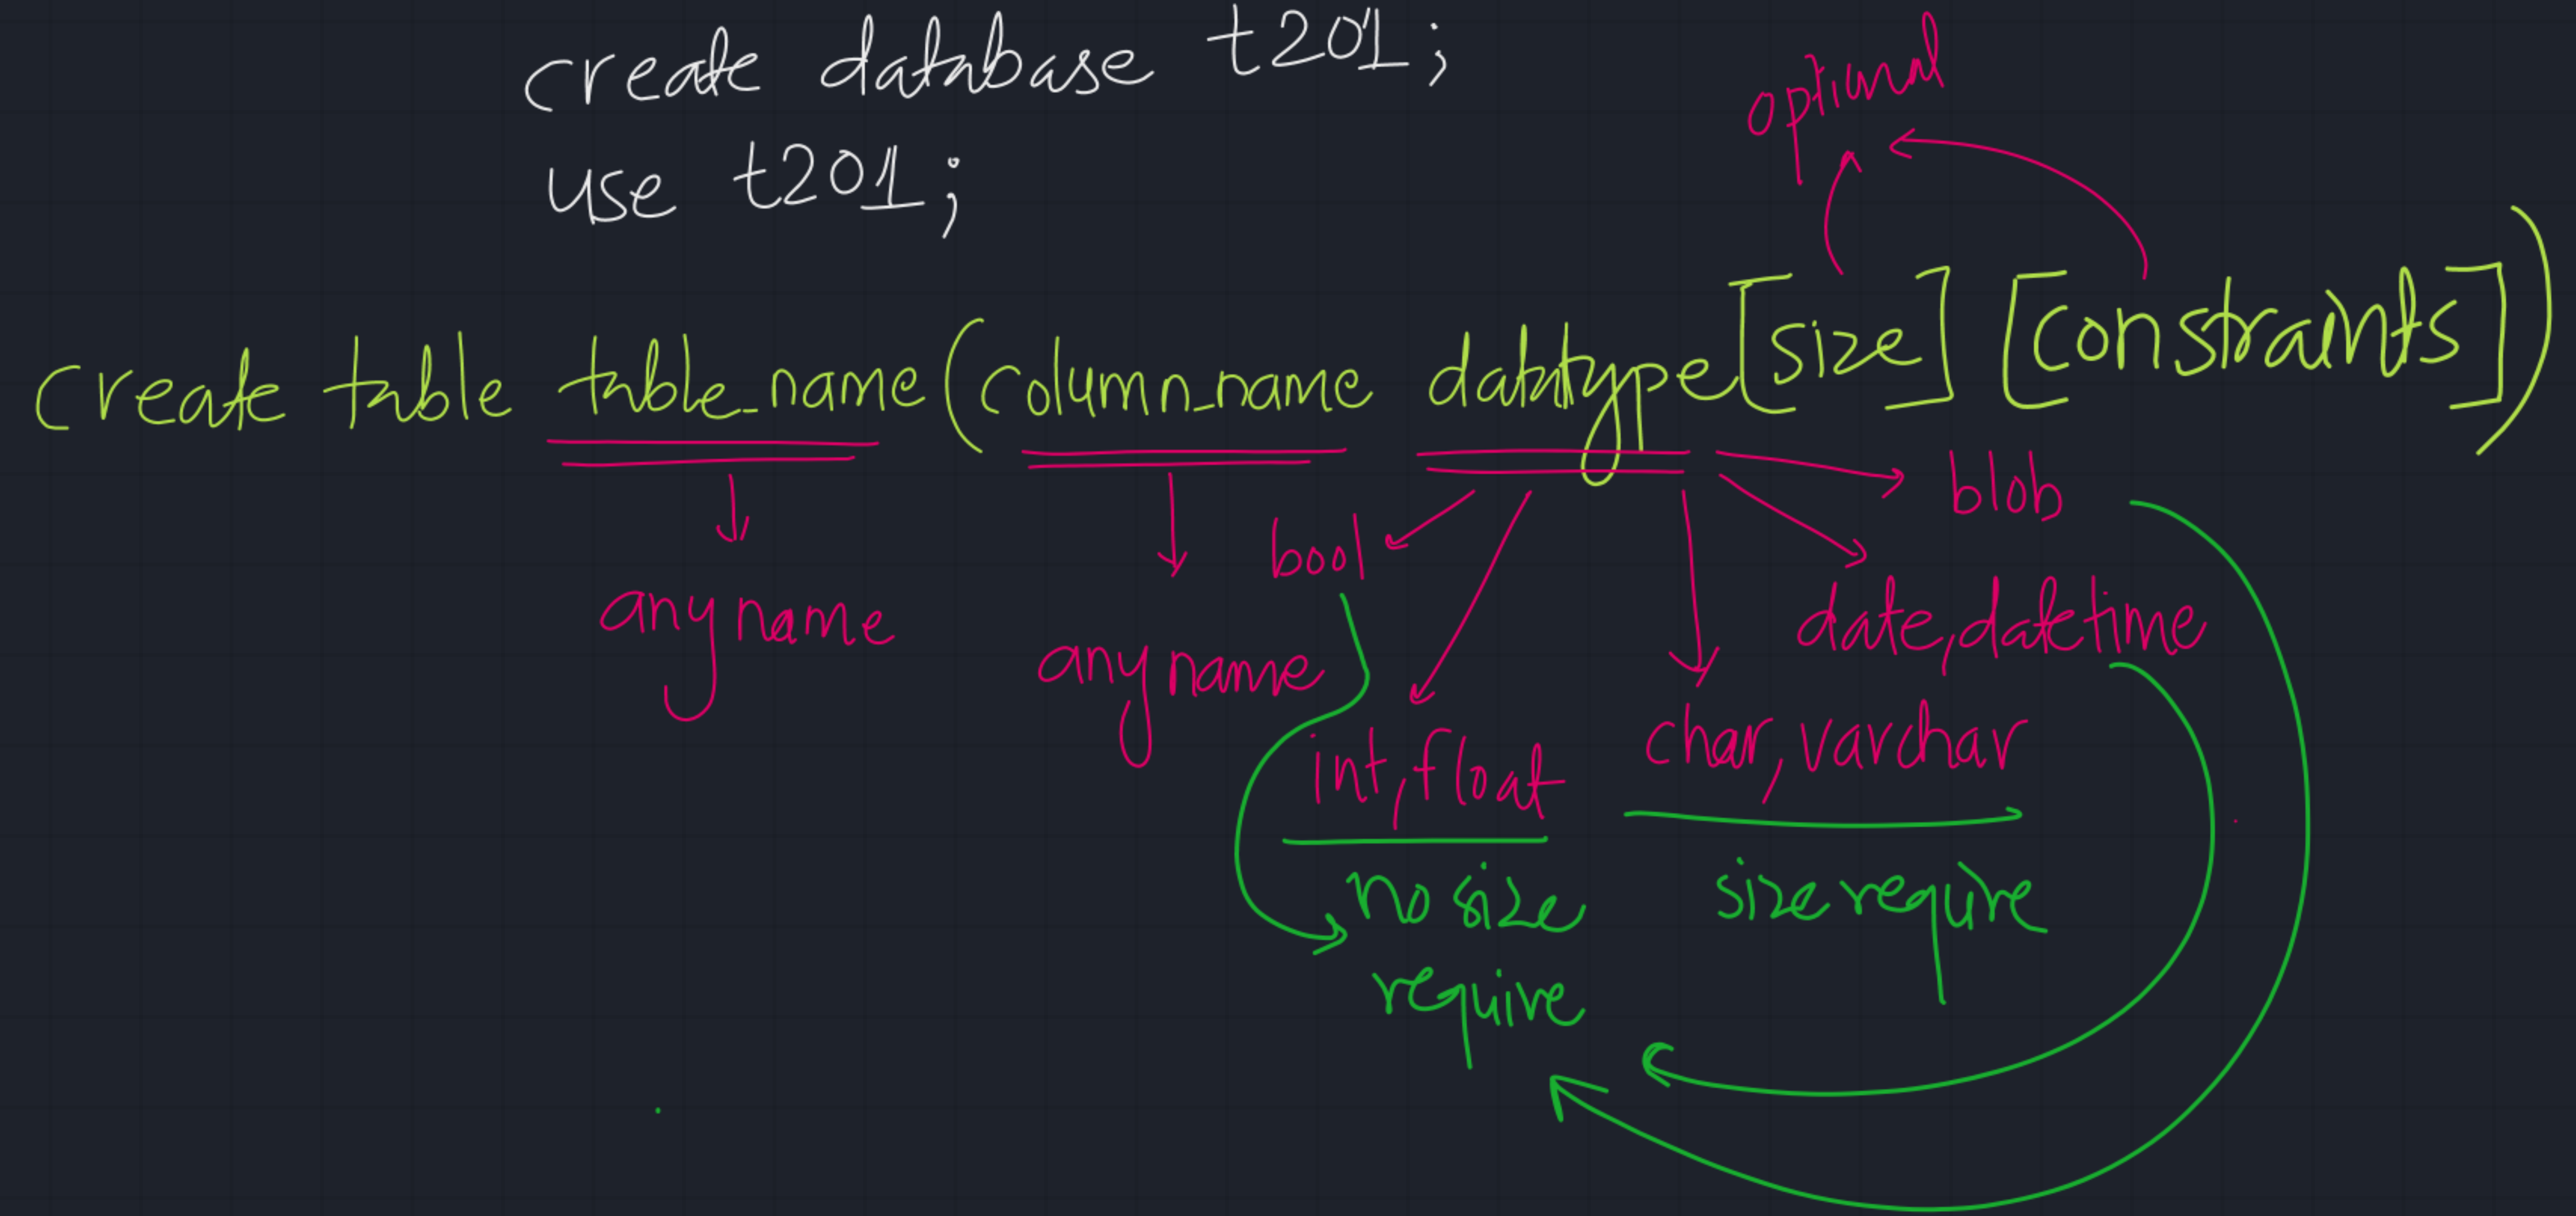 create database t201;
use t201;
optional
create table table_name(column_name datatype[size] [constraints])
blob
bool
date,datetime
any name
any name
int,float
char,varchar
no size
require
size require